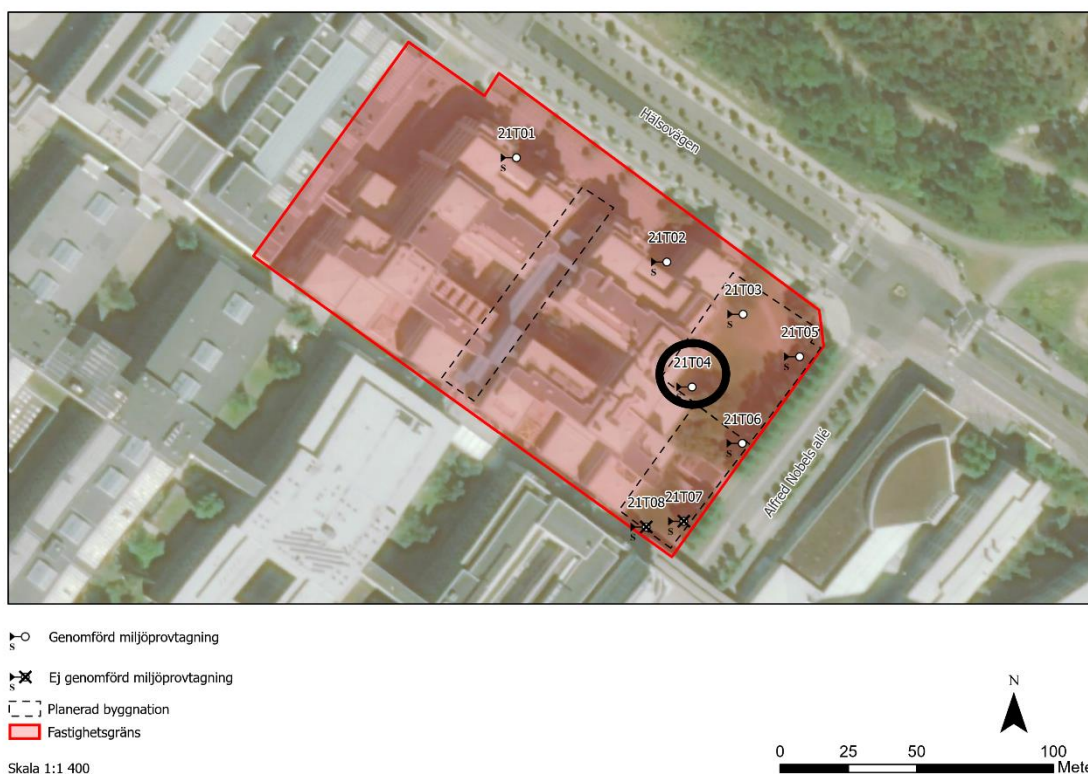 Hälsovägen
21T01
21T02
21T03
21T05
21T04
21T06
Alfred Nobels allé
21T08
21T07
S
S
S
S
S
S
S
S
S
Genomförd miljöprovtagning
S
Ej genomförd miljöprovtagning
Planerad byggnation
Fastighetsgräns
Skala 1:1 400
N
0 25 50 100
Mete